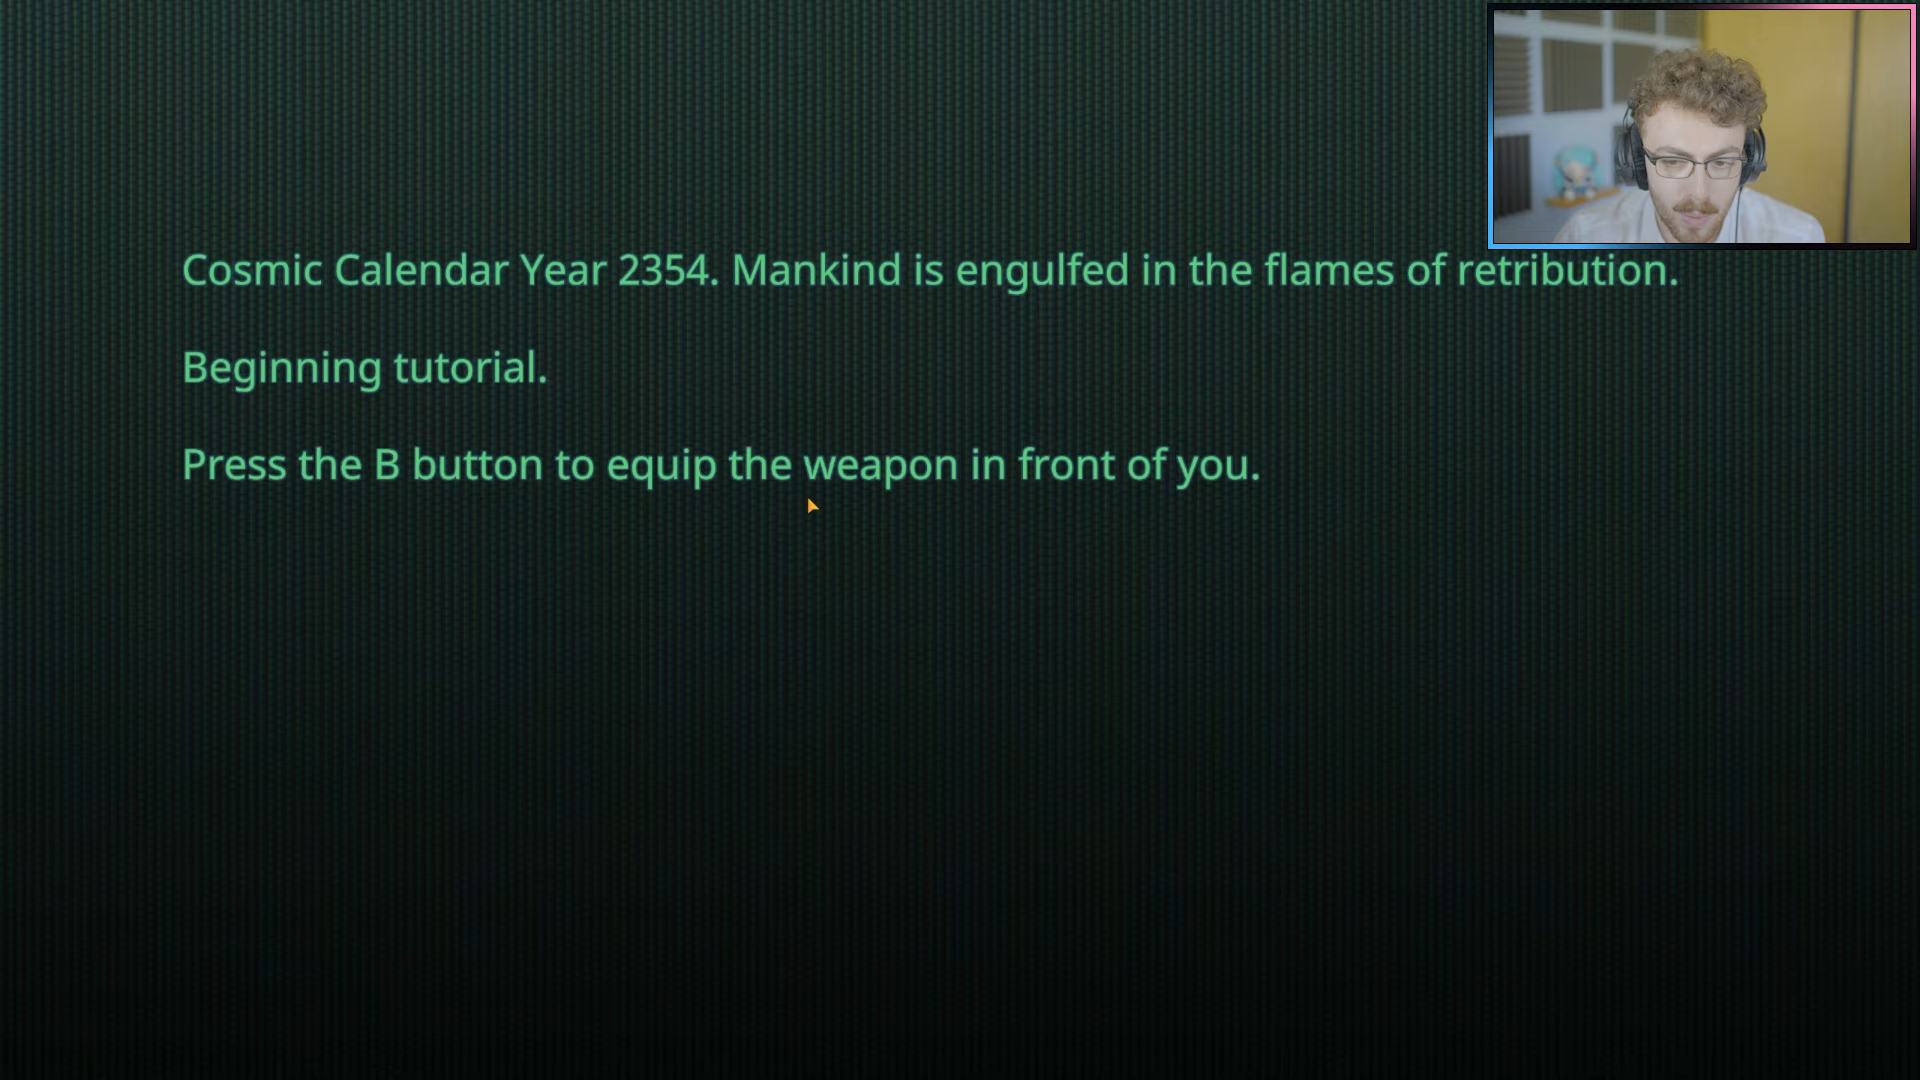 Cosmic Calendar Year 2354. Mankind is engulfed in the flames of retribution.
Beginning tutorial.
Press the B button to equip the weapon in front of you.